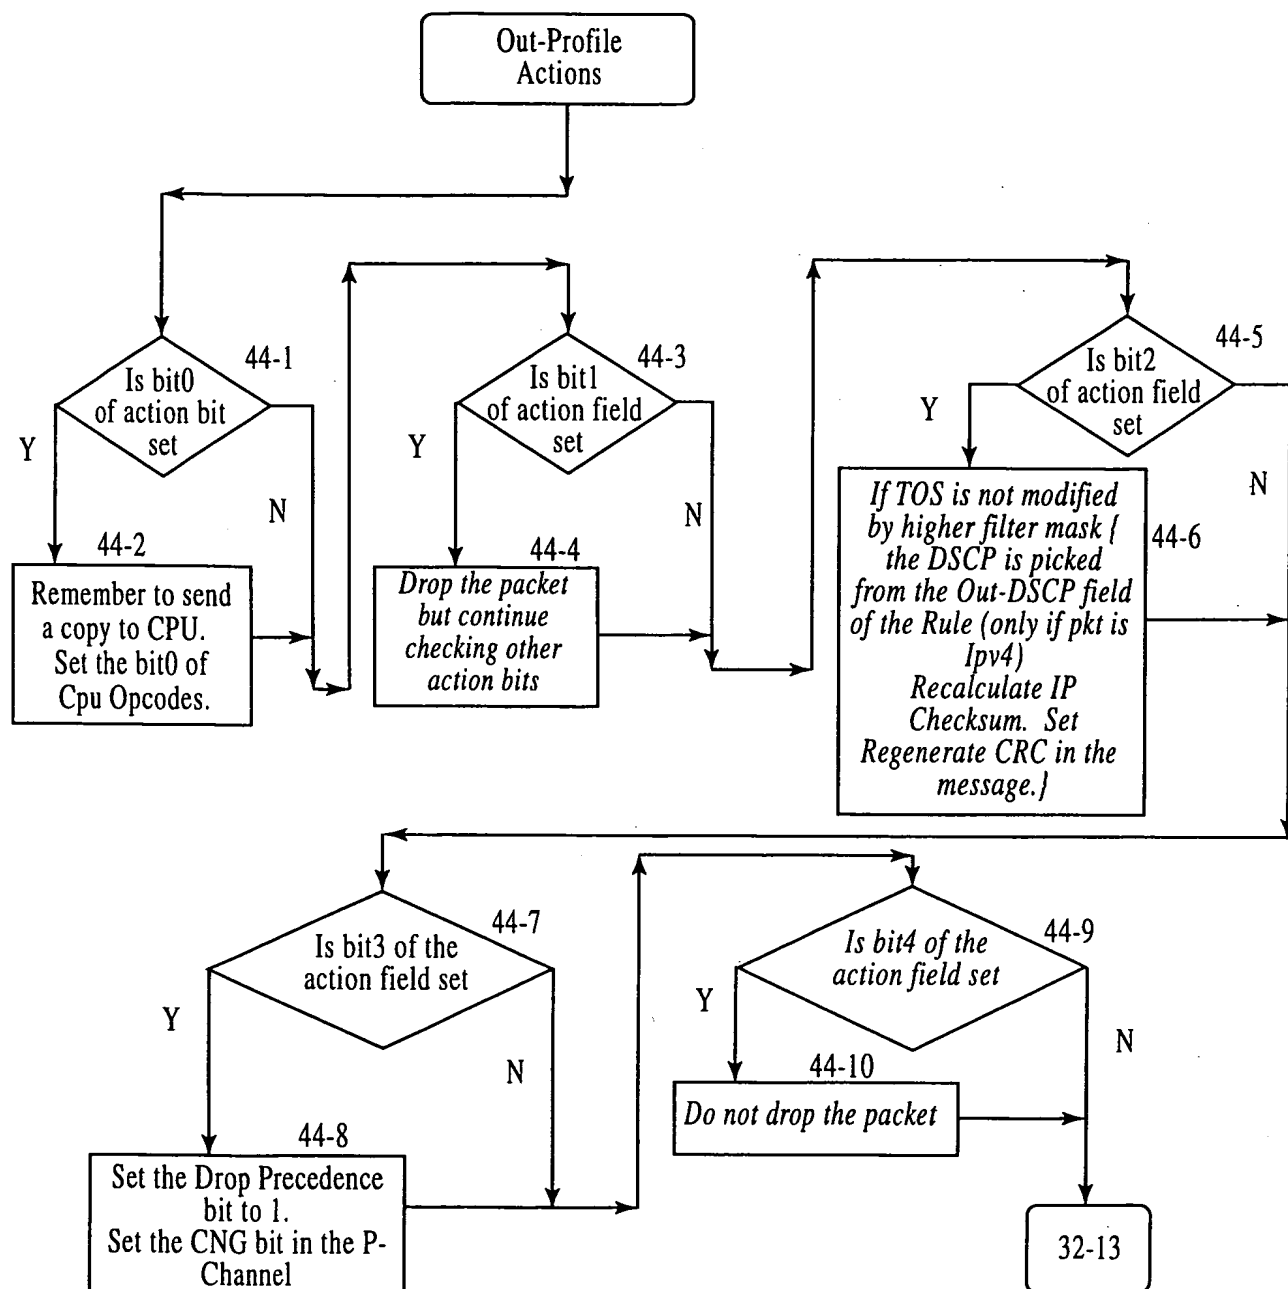 Out-Profile
Actions
44-1
Is bit0
of action bit
set
Y
N
44-2
Remember to send
a copy to CPU.
Set the bit0 of
Cpu Opcodes.
44-3
Is bit1
of action field
set
Y
N
44-4
Drop the packet
but continue
checking other
action bits
44-5
Is bit2
of action field
set
Y
N
44-6
If TOS is not modified
by higher filter mask {
the DSCP is picked
from the Out-DSCP field
of the Rule (only if pkt is
Ipv4)
Recalculate IP
Checksum. Set
Regenerate CRC in the
message.}
44-7
Is bit3 of the
action field set
Y
N
44-8
Set the Drop Precedence
bit to 1.
Set the CNG bit in the P-
Channel
44-9
Is bit4 of the
action field set
Y
N
44-10
Do not drop the packet
32-13